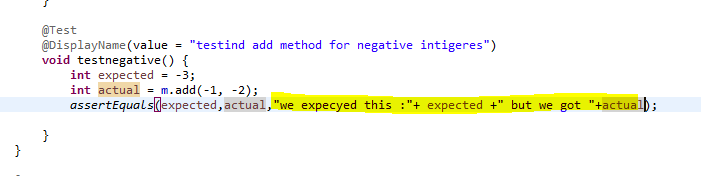 }
@Test
@DisplayName(value = "testind add method for negative intigeres")
void testnegative() {
int expected = -3;
int actual = m.add(-1, -2);
assertEquals(expected,actual,"we expecyed this :"+ expected +" but we got "+actual);
}
}